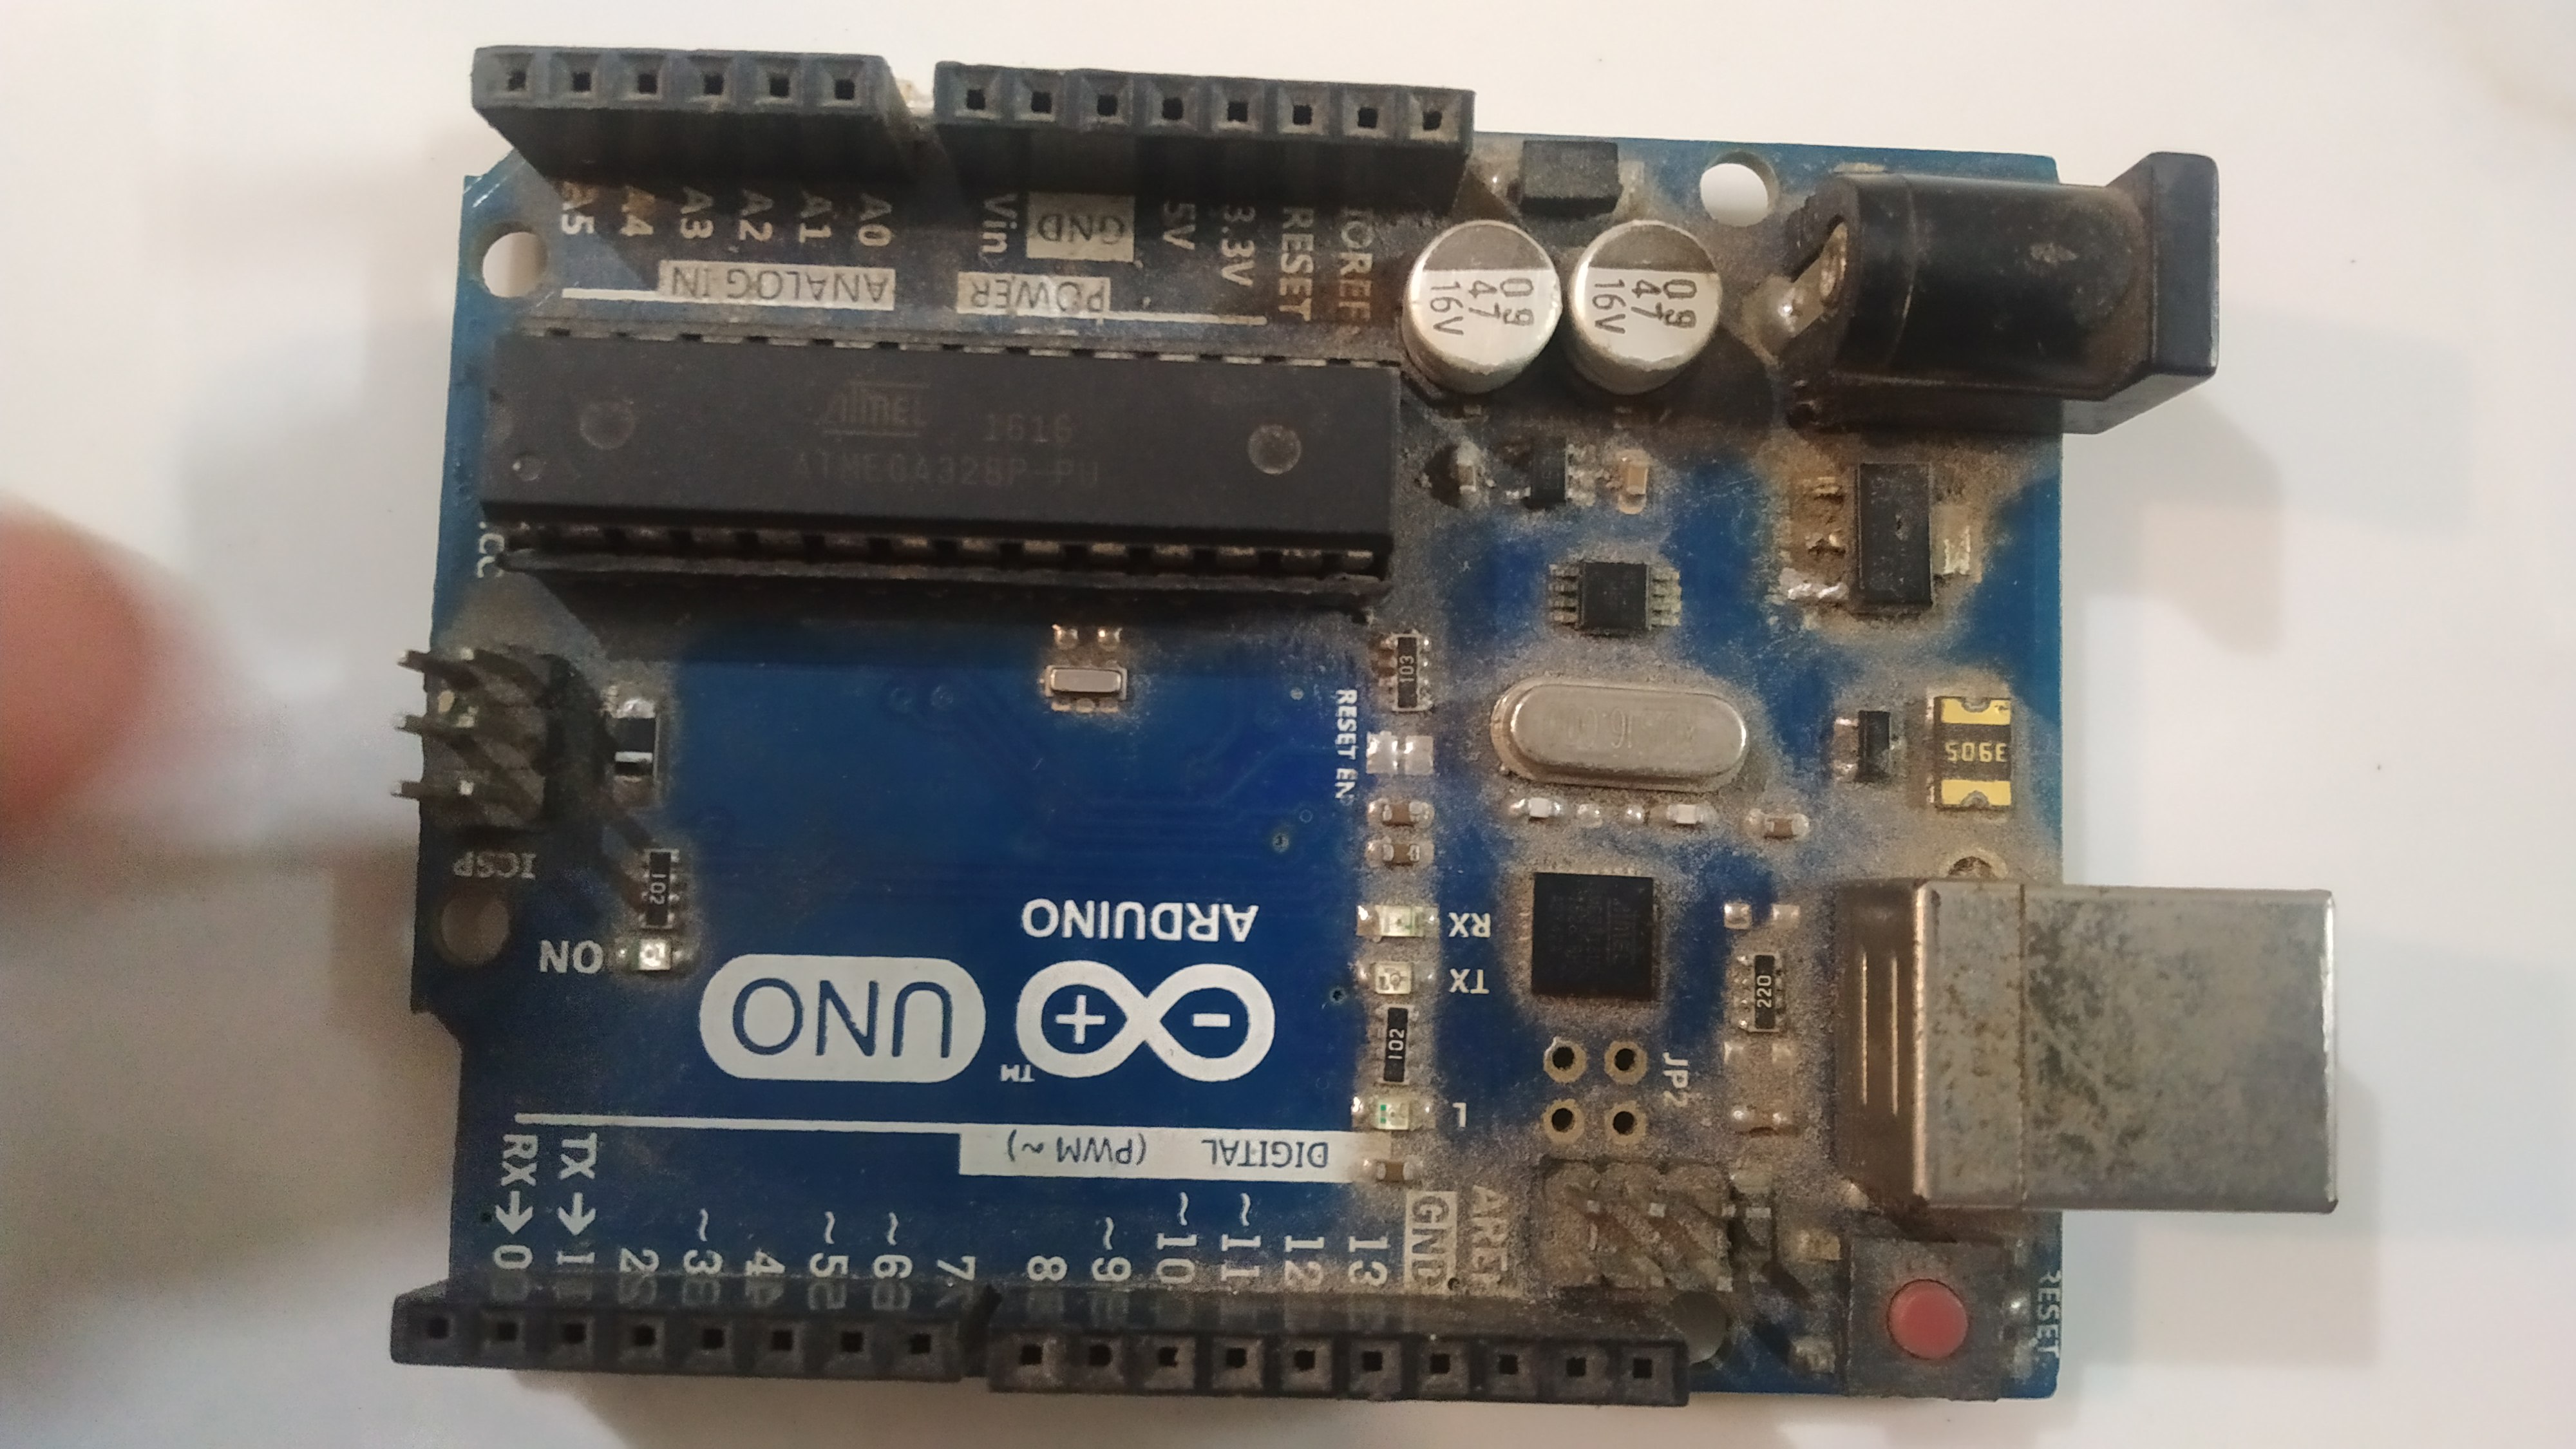 A5
A4
A3
A2
A1
A0
Vin
GND
5V
3.3V
RESET
IOREF
ANALOG IN
POWER
09
47
16V
09
47
16V
ATMEL 1616
ATMEGA328P-PU
103
RESET EN
3905
ICSP
102
ON
ARDUINO
UNO
TM
RX
TX
102
L
220
JP2
DIGITAL (PWM ~)
RX→0
TX→1
2
~3
4
~5
~6
7
8
~9
~10
~11
12
13
GND
AREF
RESET